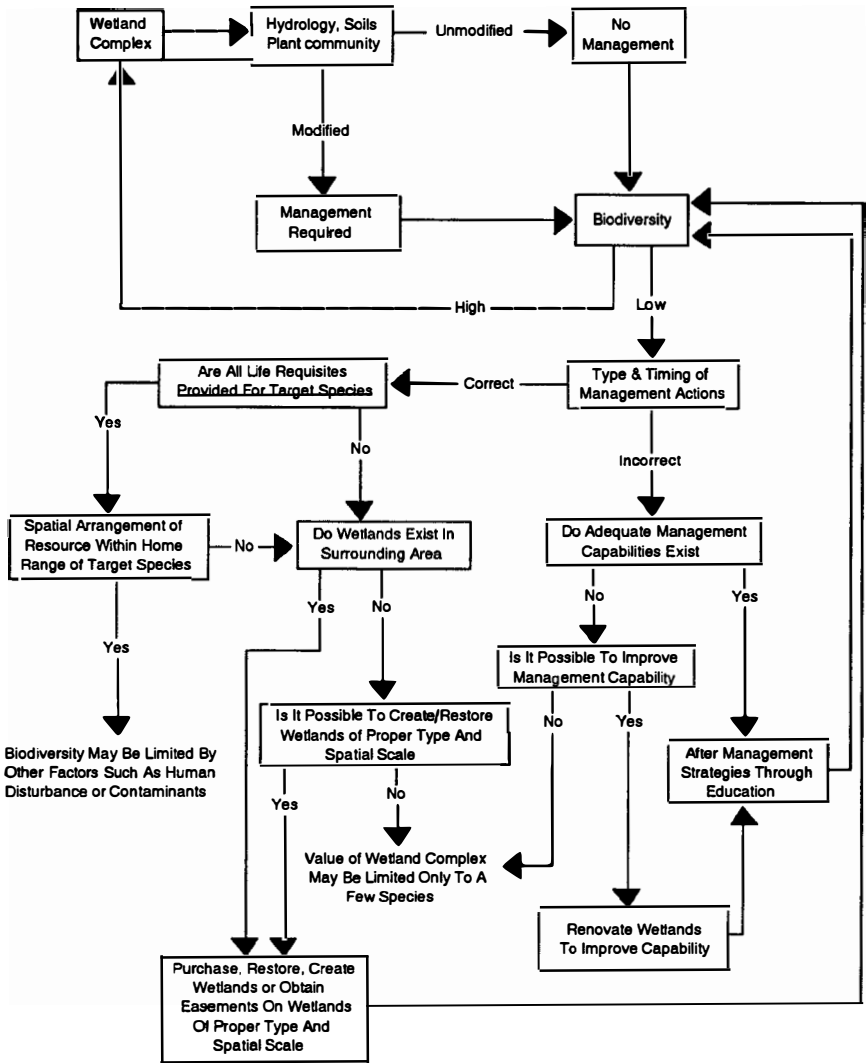 Wetland
Complex
Hydrology, Soils
Plant community
Unmodified
No
Management
Modified
Management
Required
Biodiversity
High
Low
Are All Life Requisites
Provided For Target Species
Correct
Type & Timing of
Management Actions
Yes
No
Incorrect
Spatial Arrangement of
Resource Within Home
Range of Target Species
No
Do Wetlands Exist In
Surrounding Area
Do Adequate Management
Capabilities Exist
Yes
Yes
No
No
Yes
Is It Possible To Improve
Management Capability
Is It Possible To Create/Restore
Wetlands of Proper Type And
Spatial Scale
No
Yes
Biodiversity May Be Limited By
Other Factors Such As Human
Disturbance or Contaminants
After Management
Strategies Through
Education
Yes
No
Value of Wetland Complex
May Be Limited Only To A
Few Species
Renovate Wetlands
To Improve Capability
Purchase, Restore, Create
Wetlands or Obtain
Easements On Wetlands
Of Proper Type And
Spatial Scale